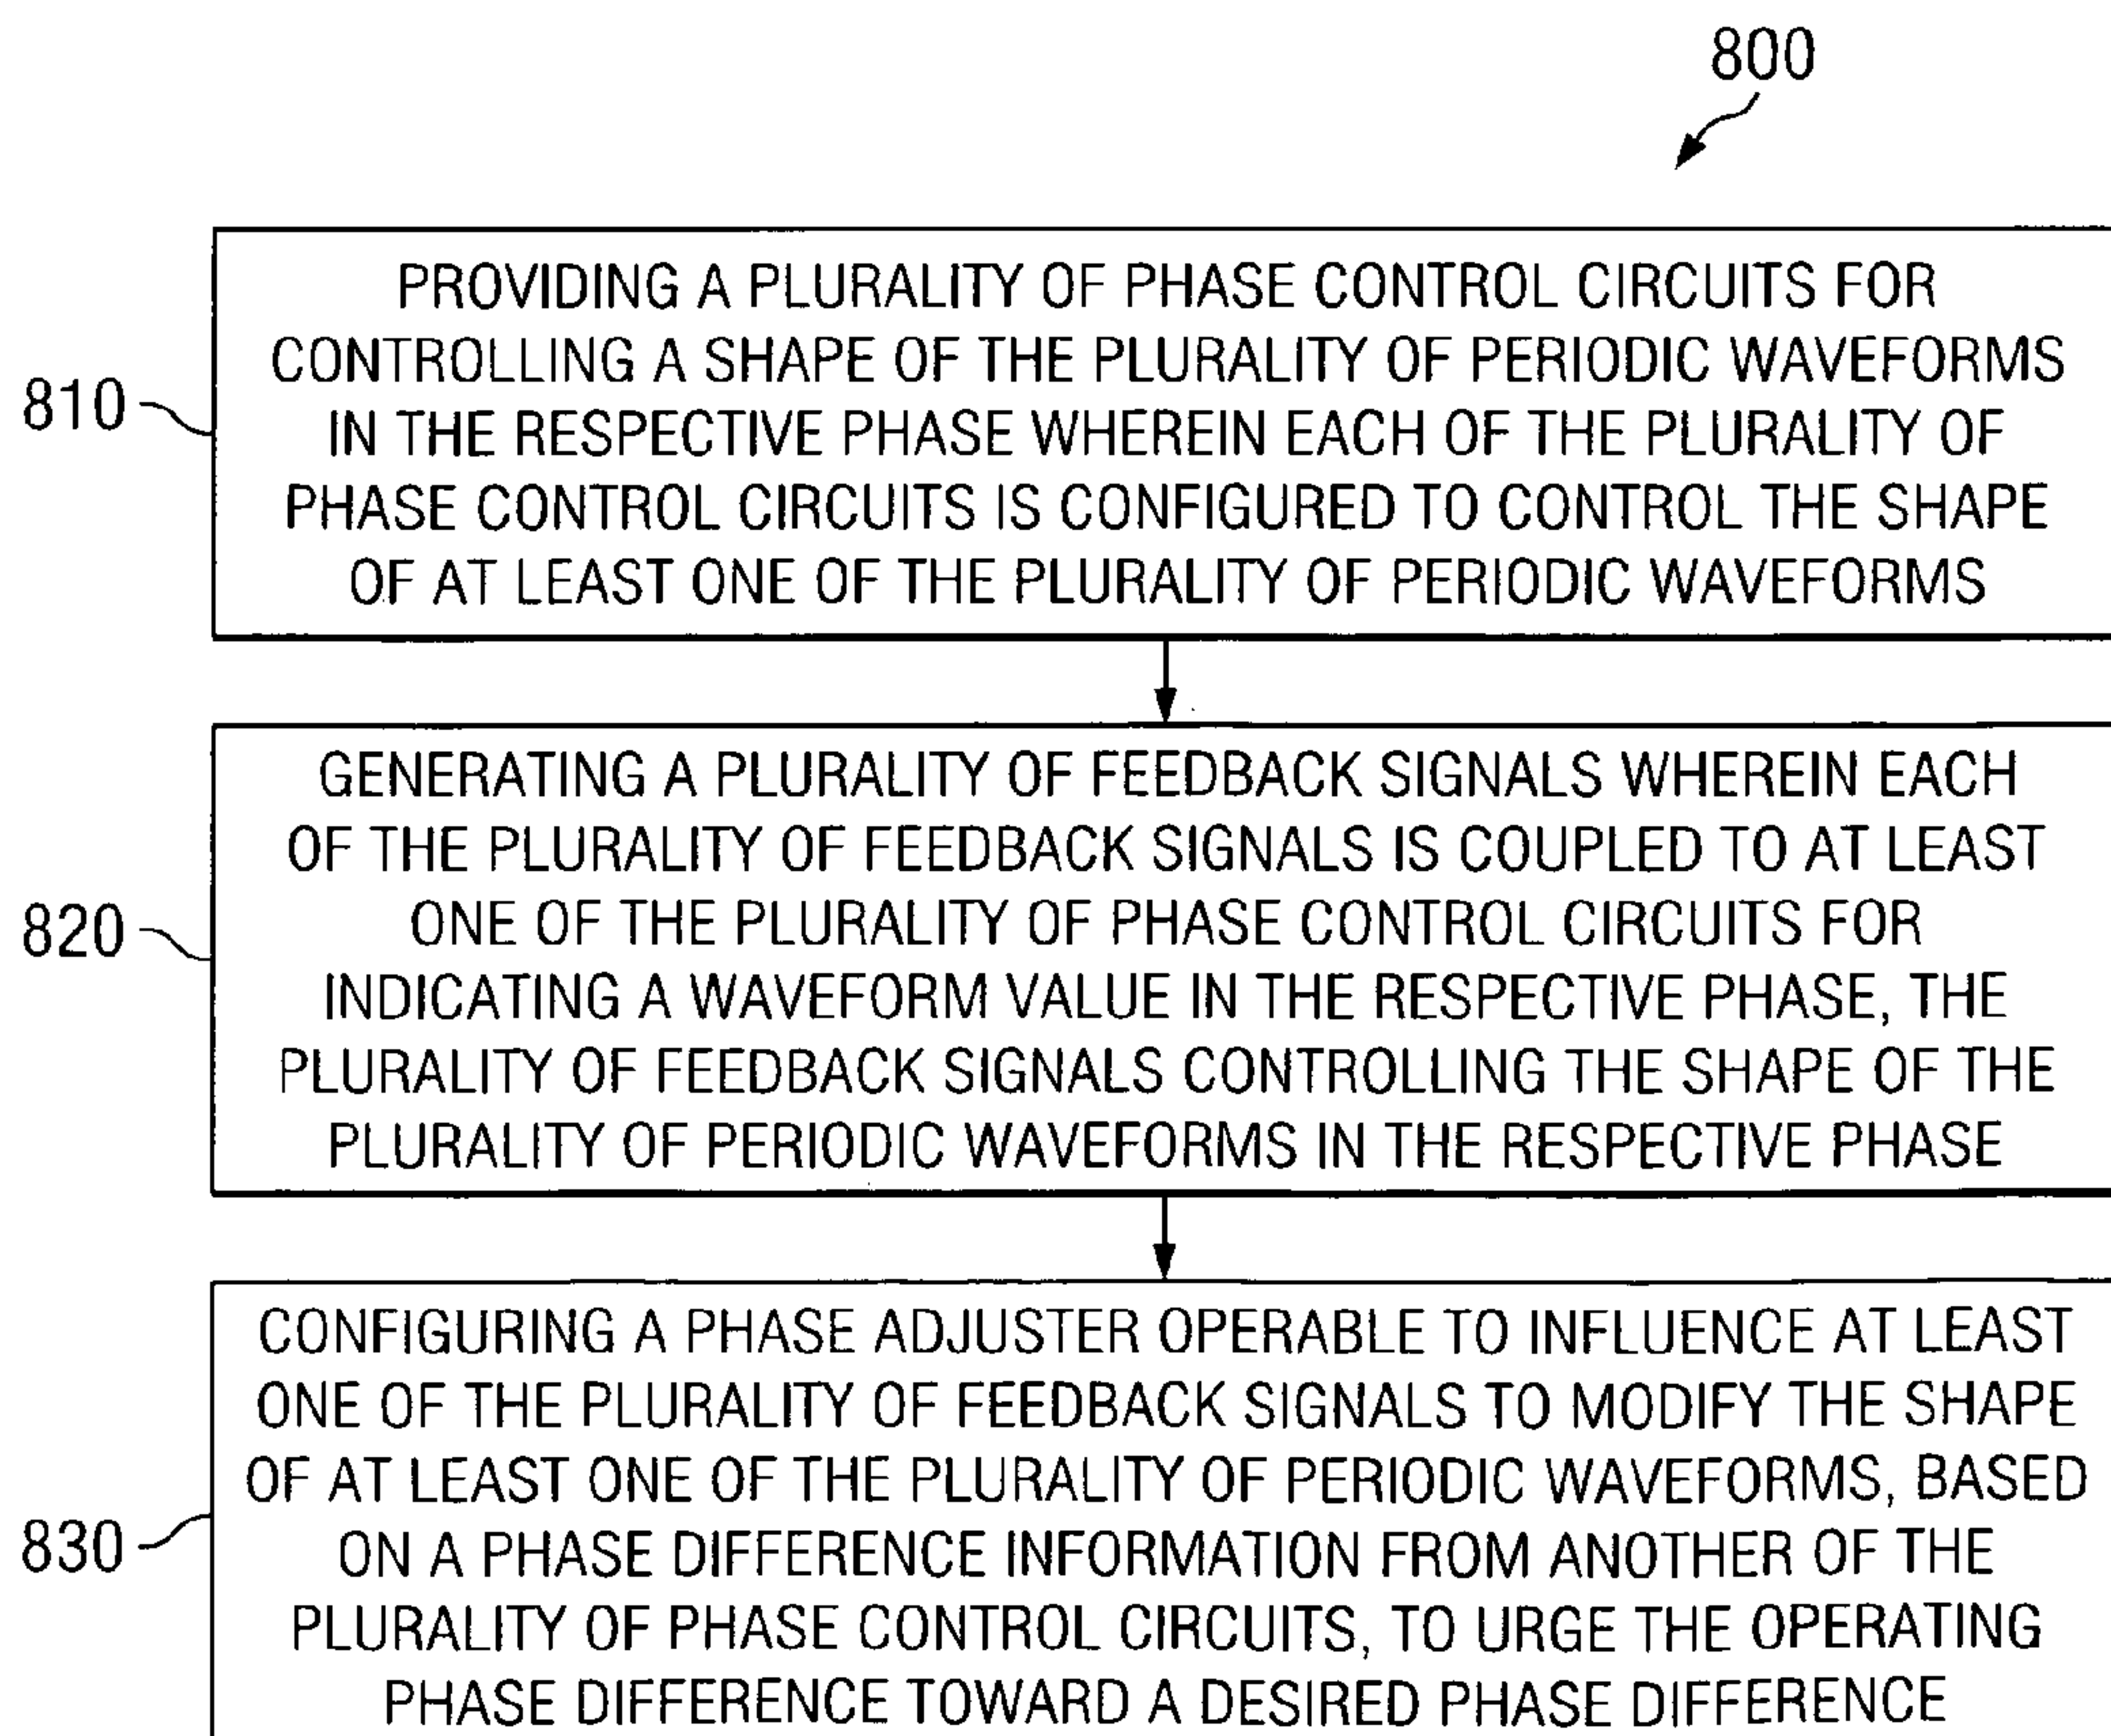 800
810
PROVIDING A PLURALITY OF PHASE CONTROL CIRCUITS FOR
CONTROLLING A SHAPE OF THE PLURALITY OF PERIODIC WAVEFORMS
IN THE RESPECTIVE PHASE WHEREIN EACH OF THE PLURALITY OF
PHASE CONTROL CIRCUITS IS CONFIGURED TO CONTROL THE SHAPE
OF AT LEAST ONE OF THE PLURALITY OF PERIODIC WAVEFORMS
820
GENERATING A PLURALITY OF FEEDBACK SIGNALS WHEREIN EACH
OF THE PLURALITY OF FEEDBACK SIGNALS IS COUPLED TO AT LEAST
ONE OF THE PLURALITY OF PHASE CONTROL CIRCUITS FOR
INDICATING A WAVEFORM VALUE IN THE RESPECTIVE PHASE, THE
PLURALITY OF FEEDBACK SIGNALS CONTROLLING THE SHAPE OF THE
PLURALITY OF PERIODIC WAVEFORMS IN THE RESPECTIVE PHASE
830
CONFIGURING A PHASE ADJUSTER OPERABLE TO INFLUENCE AT LEAST
ONE OF THE PLURALITY OF FEEDBACK SIGNALS TO MODIFY THE SHAPE
OF AT LEAST ONE OF THE PLURALITY OF PERIODIC WAVEFORMS, BASED
ON A PHASE DIFFERENCE INFORMATION FROM ANOTHER OF THE
PLURALITY OF PHASE CONTROL CIRCUITS, TO URGE THE OPERATING
PHASE DIFFERENCE TOWARD A DESIRED PHASE DIFFERENCE